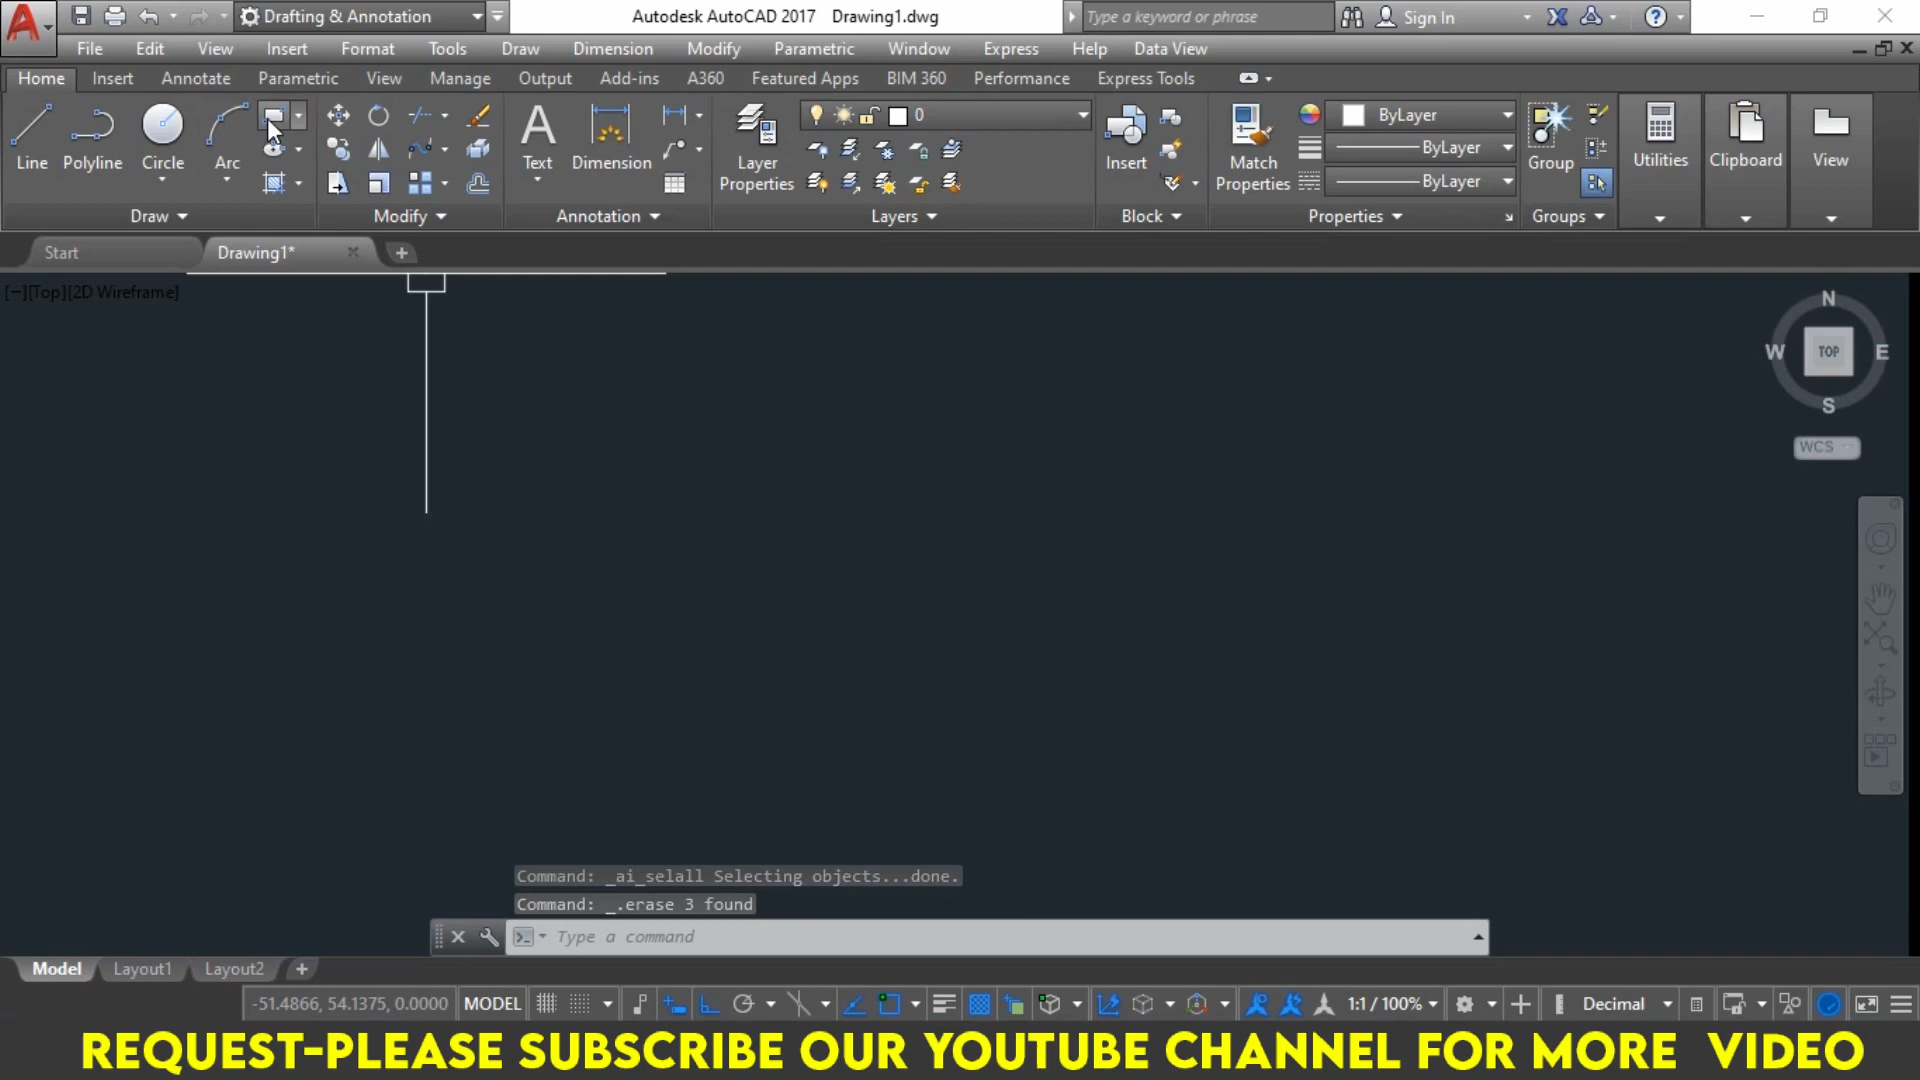 Drafting & Annotation
Autodesk AutoCAD 2017 Drawing1.dwg
Type a keyword or phrase
Sign In
File Edit View Insert Format Tools Draw Dimension Modify Parametric Window Express Help Data View
Home Insert Annotate Parametric View Manage Output Add-ins A360 Featured Apps BIM 360 Performance Express Tools
0
ByLayer
ByLayer
ByLayer
Line Polyline Circle Arc
A
Text Dimension
Layer
Properties
Insert
Match
Properties
Group Utilities Clipboard View
Draw Modify Annotation Layers Block Properties Groups
Start Drawing1*
[−][Top][2D Wireframe]
N
W TOP E
S
WCS
Command: _ai_selall Selecting objects...done.
Command: _.erase 3 found
Type a command
Model Layout1 Layout2
-51.4866, 54.1375, 0.0000 MODEL 1:1 / 100% Decimal
REQUEST-PLEASE SUBSCRIBE OUR YOUTUBE CHANNEL FOR MORE VIDEO